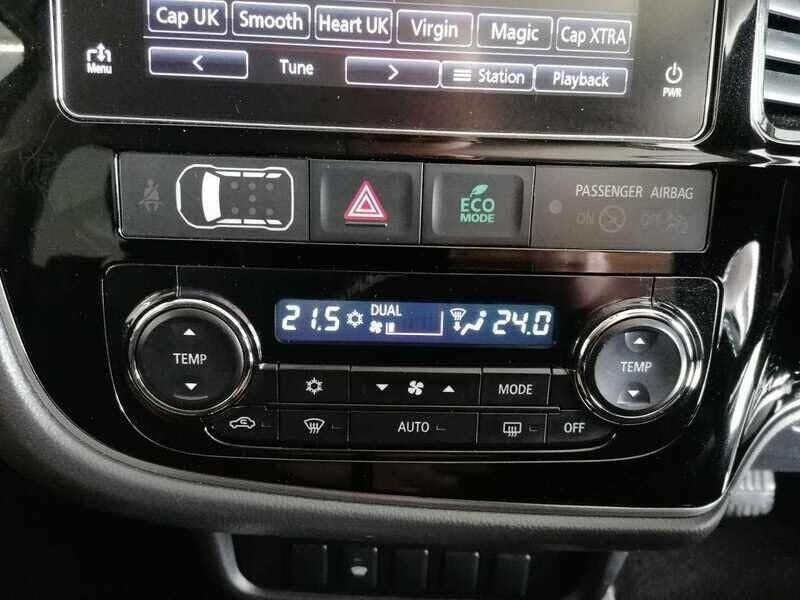 Cap UK Smooth Heart UK Virgin Magic Cap XTRA
Menu < Tune > Station Playback PWR
ECO MODE PASSENGER AIRBAG
ON OFF
21.5 DUAL 24.0
TEMP TEMP
MODE
AUTO OFF